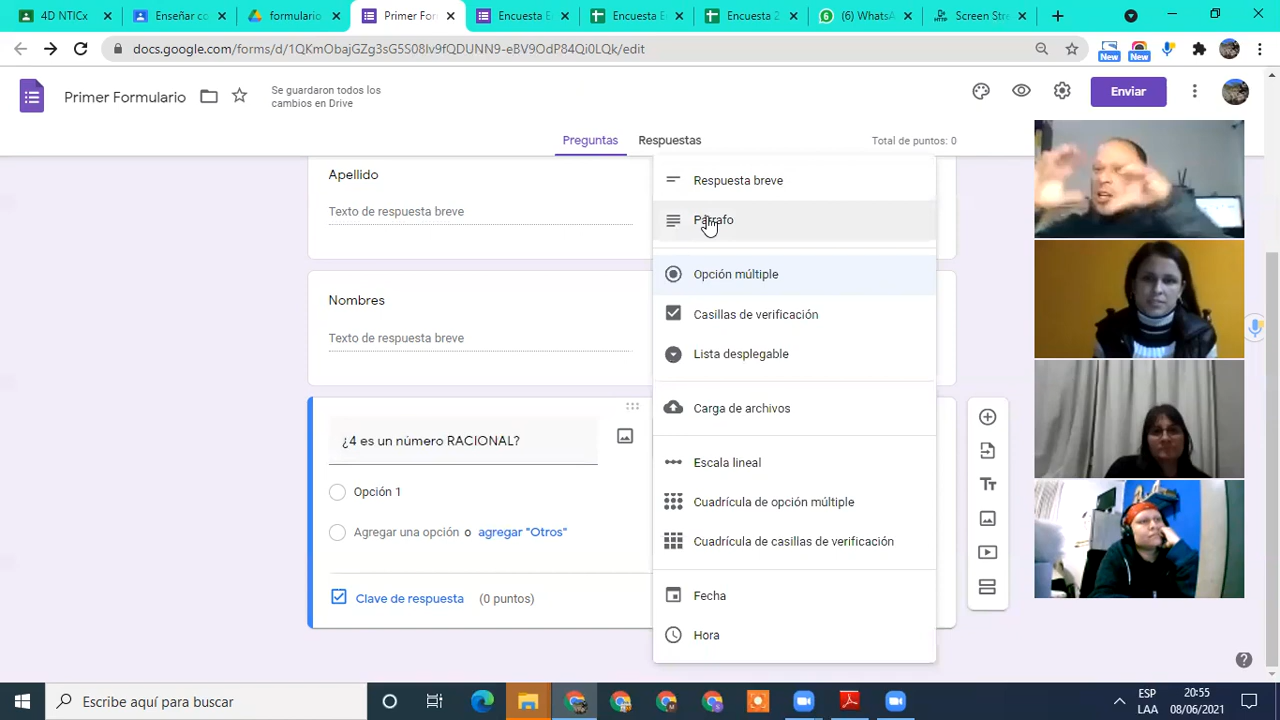 4D NTICx
Enseñar co
formulario
Primer For
Encuesta E
Encuesta E
Encuesta 2
(6) WhatsA
Screen Stre
docs.google.com/forms/d/1QKmObajGZg3sG5SQ8lv9fQDUNN9-eBV9OdP84Qi0LQk/edit
New
New
Primer Formulario
Se guardaron todos los
cambios en Drive
Enviar
Preguntas
Respuestas
Total de puntos: 0
Apellido
Texto de respuesta breve
Nombres
Texto de respuesta breve
¿4 es un número RACIONAL?
Opción 1
Agregar una opción o agregar "Otros"
Clave de respuesta (0 puntos)
Respuesta breve
Párrafo
Opción múltiple
Casillas de verificación
Lista desplegable
Carga de archivos
Escala lineal
Cuadrícula de opción múltiple
Cuadrícula de casillas de verificación
Fecha
Hora
Escribe aquí para buscar
ESP
LAA
20:55
08/06/2021